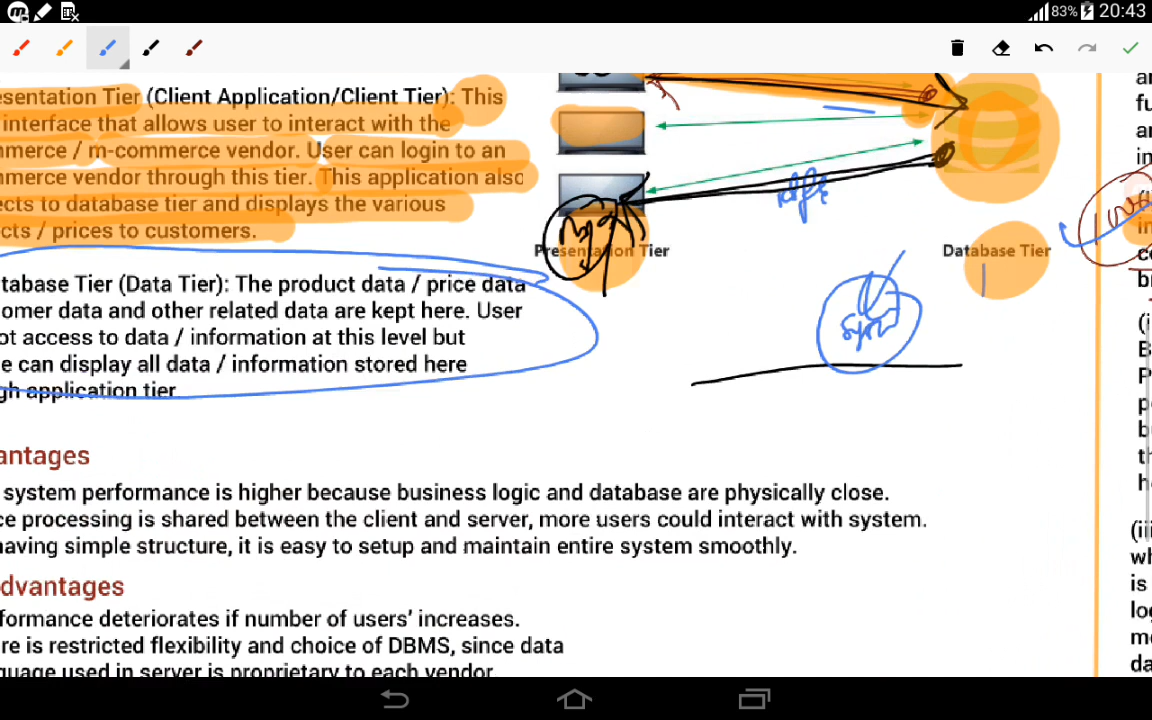 83% 20:43
esentation Tier (Client Application/Client Tier): This
interface that allows user to interact with the
mmerce / m-commerce vendor. User can login to an
mmerce vendor through this tier. This application also
ects to database tier and displays the various
cts / prices to customers.
Presentation Tier
Database Tier
tabase Tier (Data Tier): The product data / price data
omer data and other related data are kept here. User
ot access to data / information at this level but
e can display all data / information stored here
gh application tier
antages
system performance is higher because business logic and database are physically close.
ce processing is shared between the client and server, more users could interact with system.
having simple structure, it is easy to setup and maintain entire system smoothly.
dvantages
formance deteriorates if number of users' increases.
re is restricted flexibility and choice of DBMS, since data
guage used in server is proprietary to each vendor.